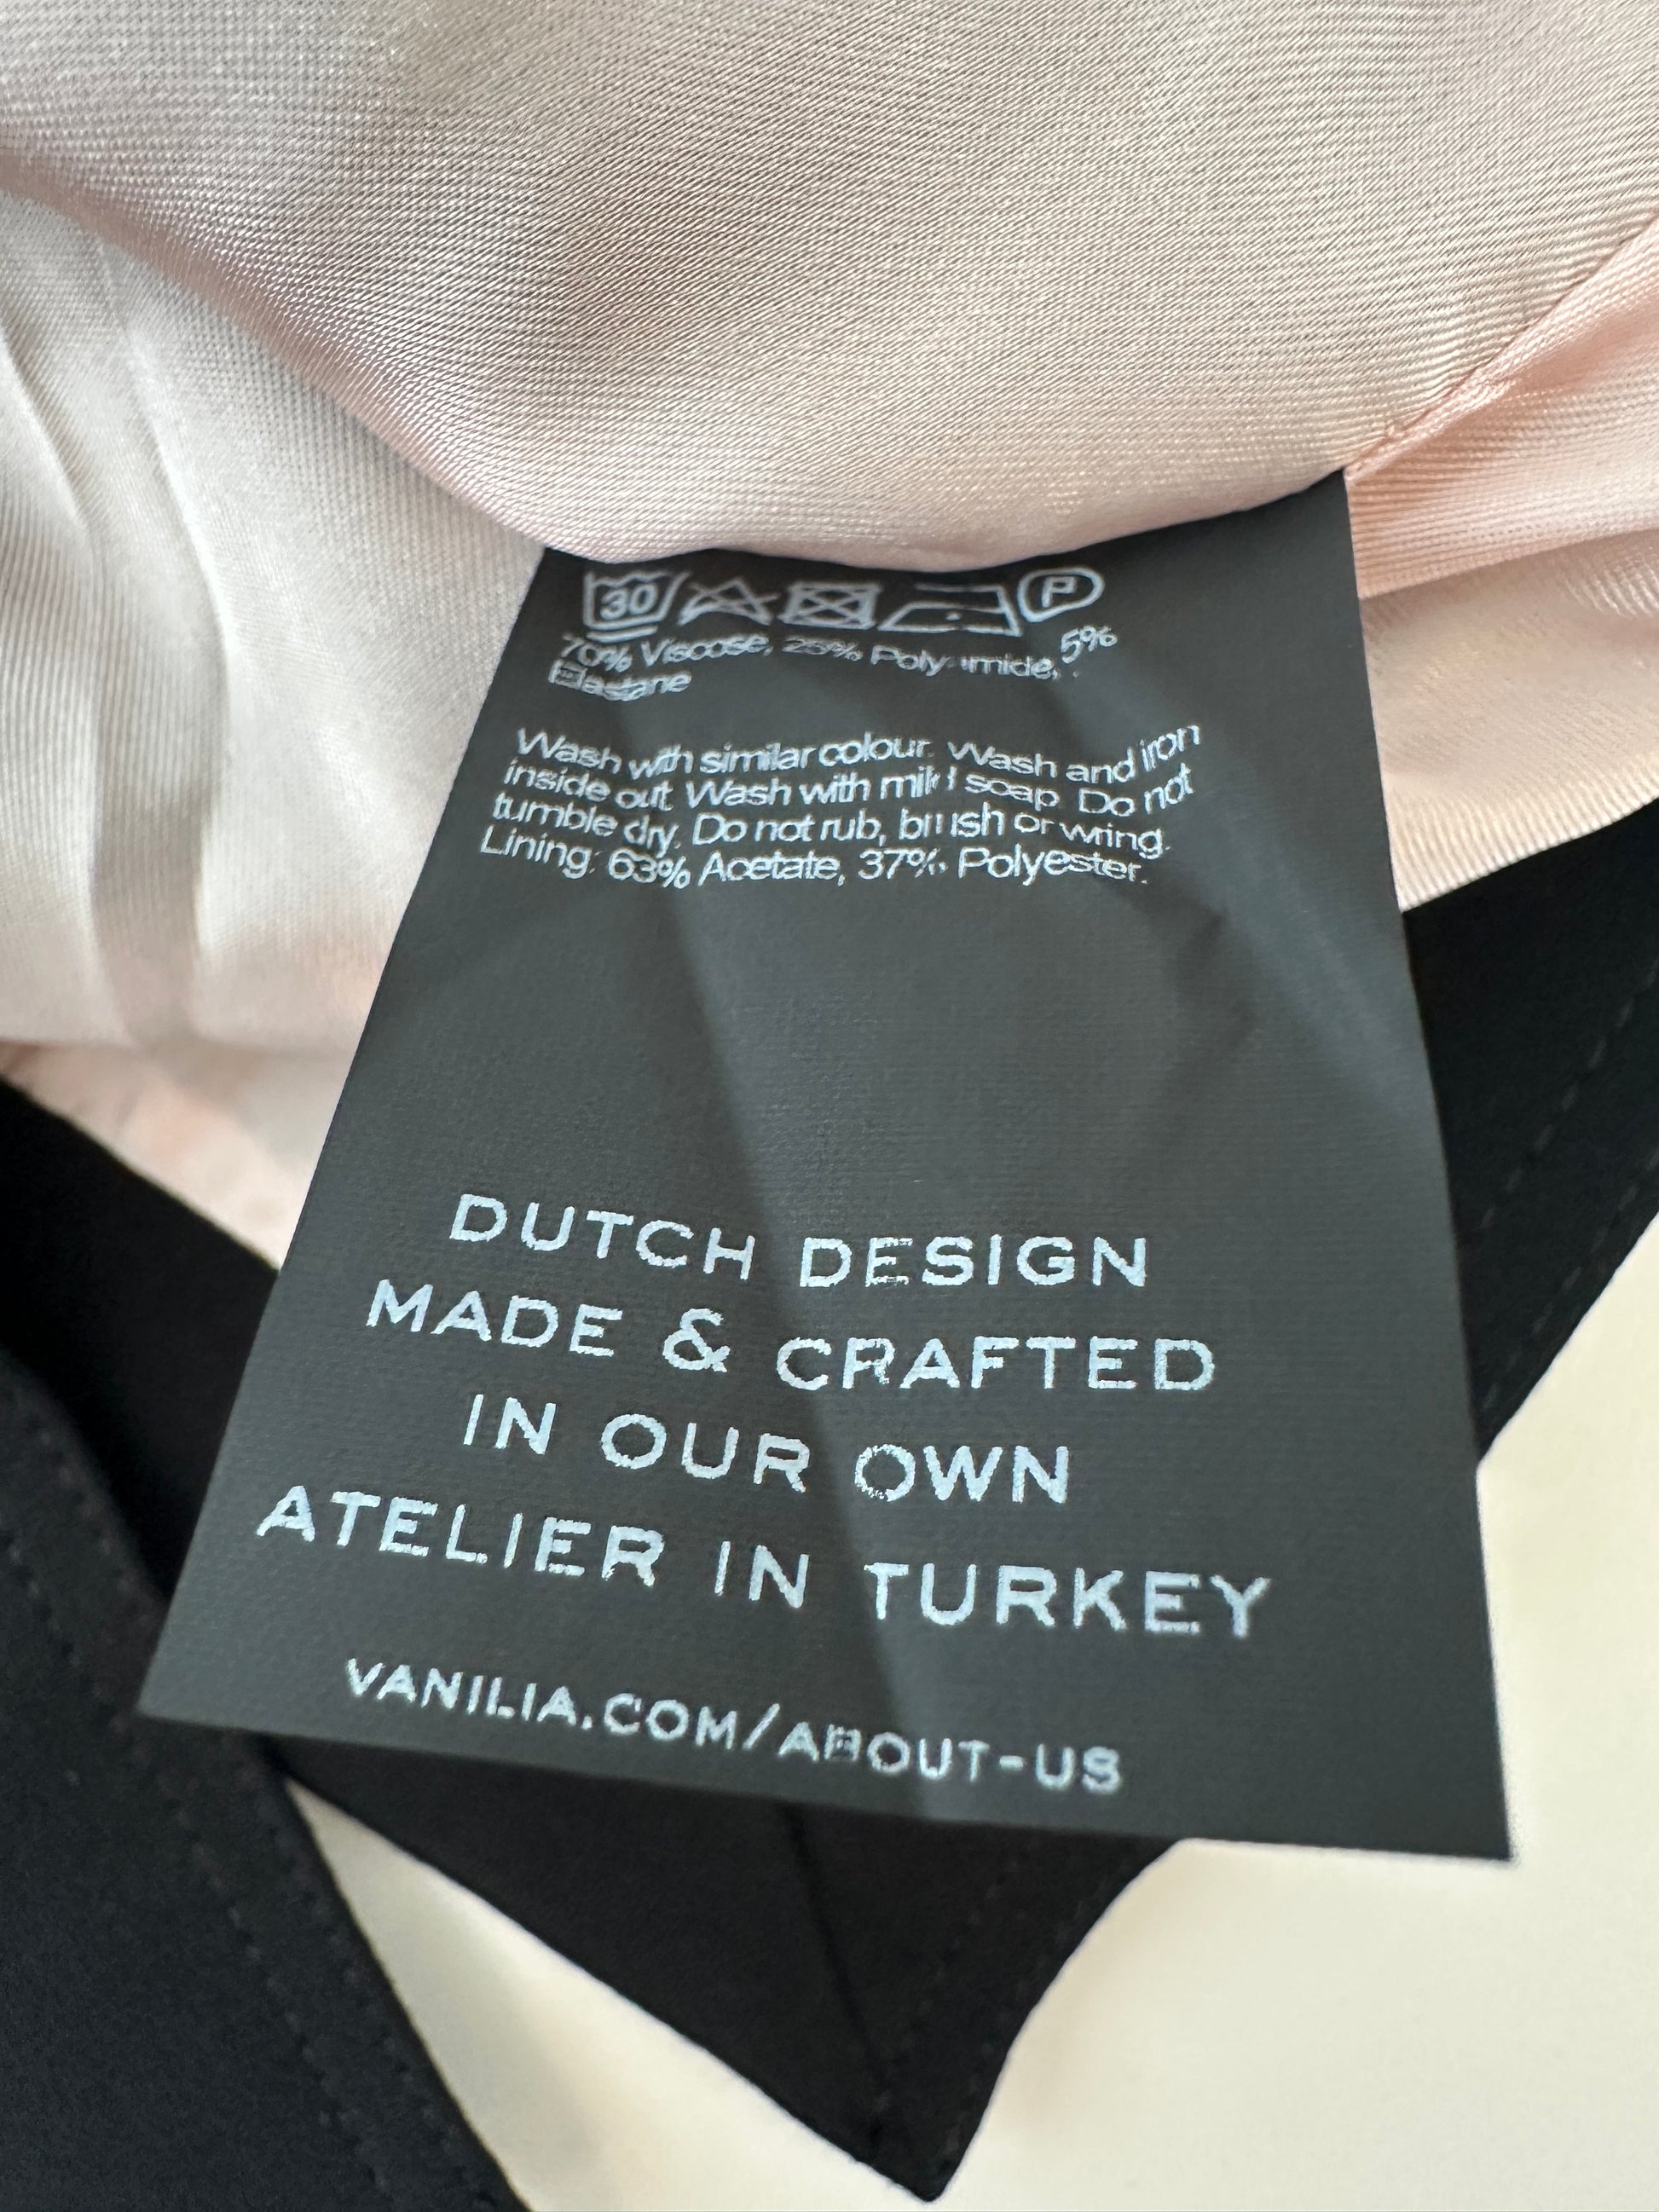 30 P
70% Viscose, 25% Polyamide, 5%
Elastane
Wash with similar colour. Wash and iron
inside out. Wash with mild soap. Do not
tumble dry. Do not rub, brush or wring.
Lining: 63% Acetate, 37% Polyester.
DUTCH DESIGN
MADE & CRAFTED
IN OUR OWN
ATELIER IN TURKEY
VANILIA.COM/ABOUT-US